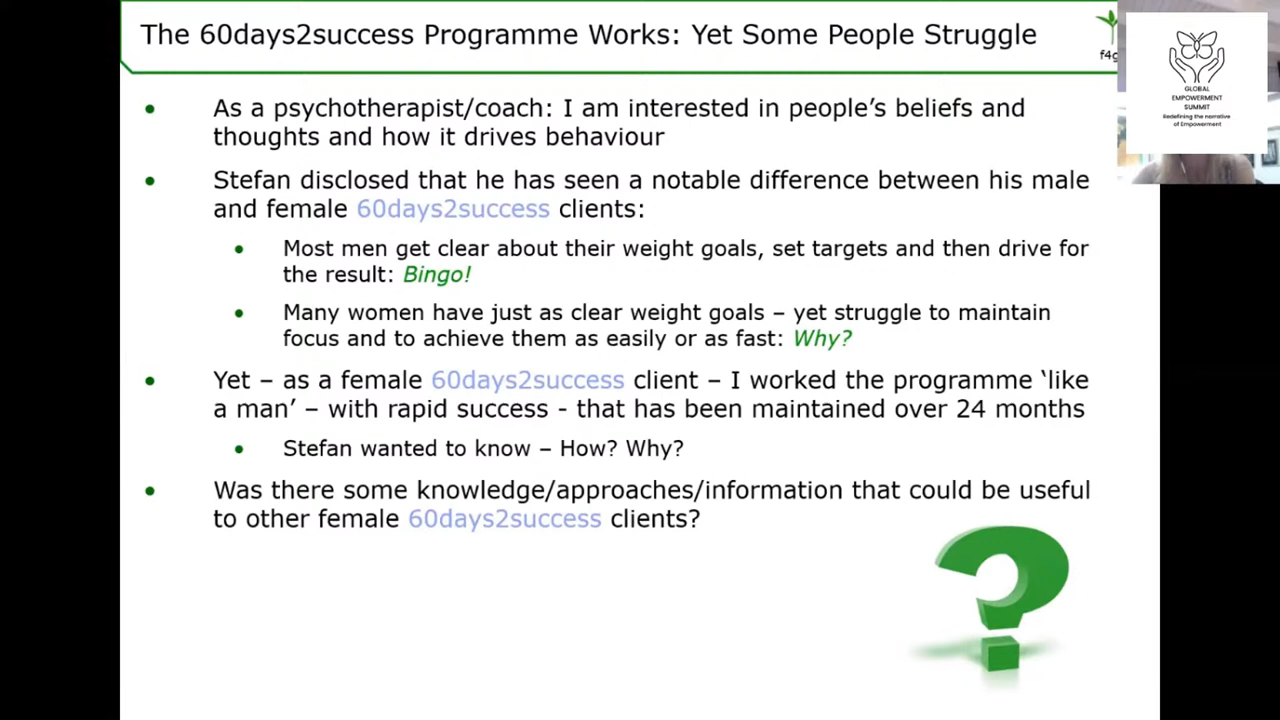 The 60days2success Programme Works: Yet Some People Struggle
f4g
GLOBAL
EMPOWERMENT
SUMMIT
Redefining the narrative
of Empowerment
• As a psychotherapist/coach: I am interested in people’s beliefs and
thoughts and how it drives behaviour
• Stefan disclosed that he has seen a notable difference between his male
and female 60days2success clients:
• Most men get clear about their weight goals, set targets and then drive for
the result: Bingo!
• Many women have just as clear weight goals – yet struggle to maintain
focus and to achieve them as easily or as fast: Why?
• Yet – as a female 60days2success client – I worked the programme ‘like
a man’ – with rapid success - that has been maintained over 24 months
• Stefan wanted to know – How? Why?
• Was there some knowledge/approaches/information that could be useful
to other female 60days2success clients?